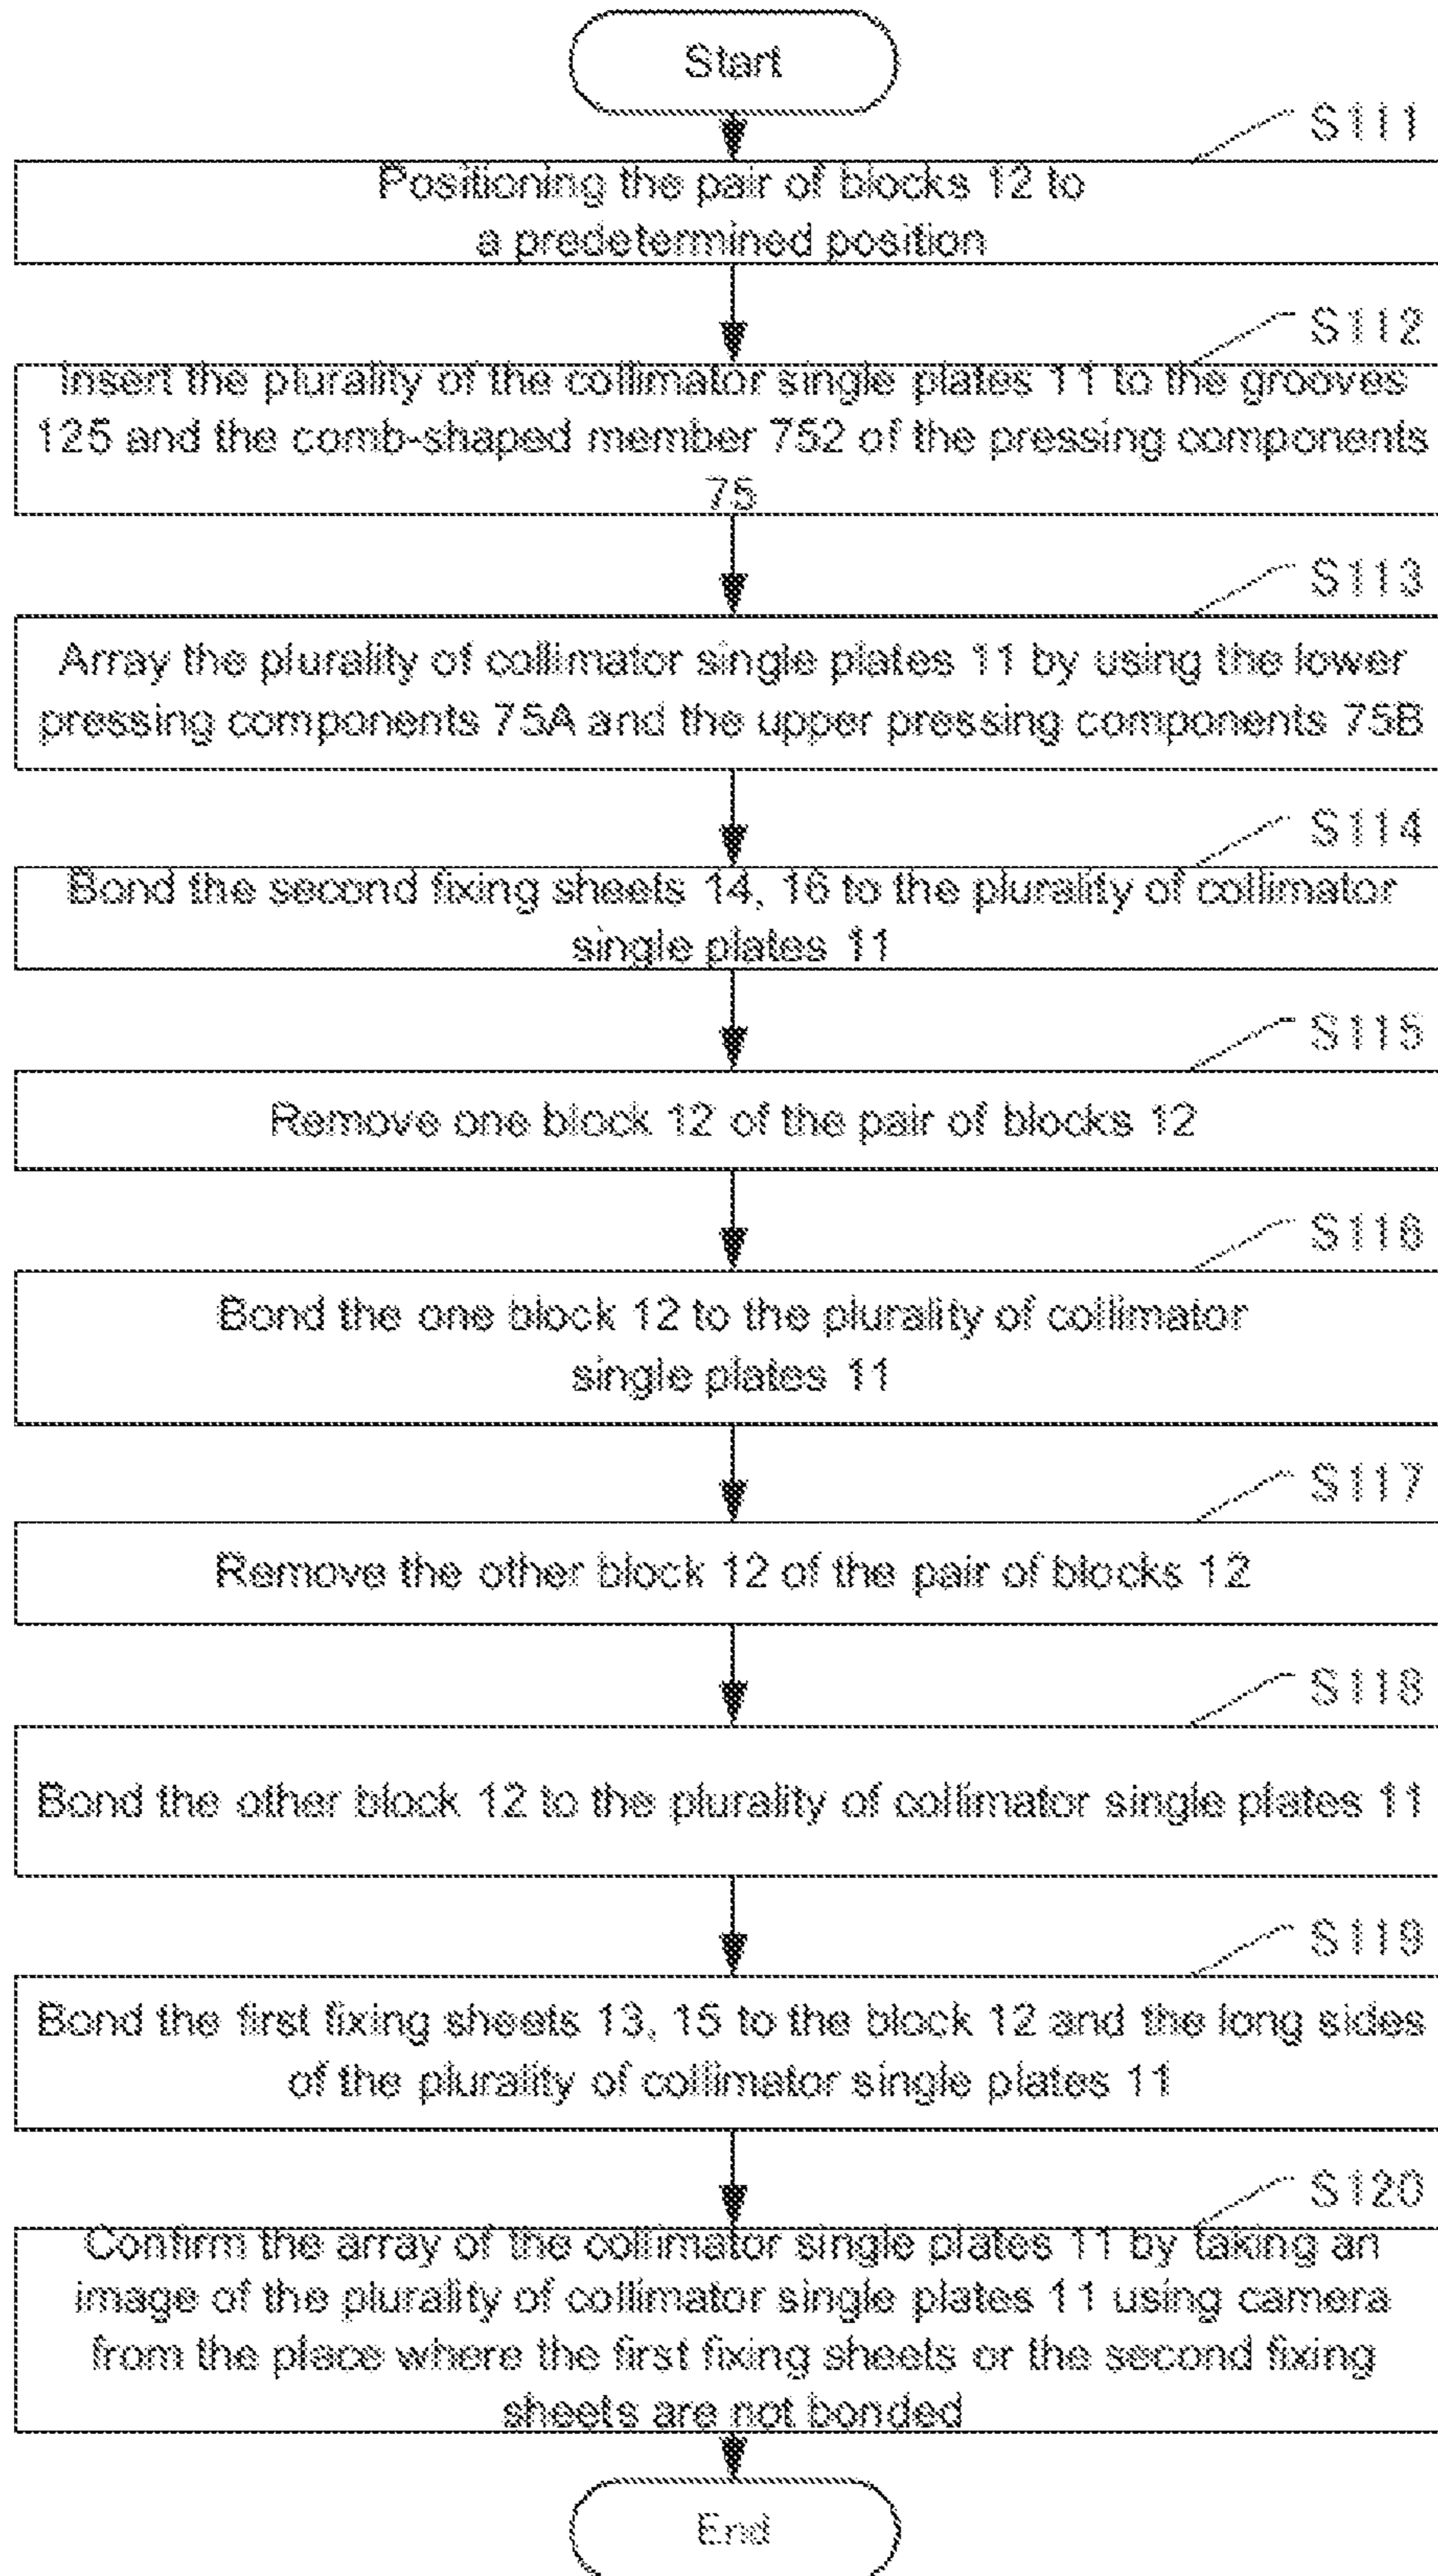 Start
S111
Positioning the pair of blocks 12 to
a predetermined position
S112
Insert the plurality of the collimator single plates 11 to the grooves
125 and the comb-shaped member 752 of the pressing components
75
S113
Array the plurality of collimator single plates 11 by using the lower
pressing components 75A and the upper pressing components 75B
S114
Bond the second fixing sheets 14, 16 to the plurality of collimator
single plates 11
S115
Remove one block 12 of the pair of blocks 12
S116
Bond the one block 12 to the plurality of collimator
single plates 11
S117
Remove the other block 12 of the pair of blocks 12
S118
Bond the other block 12 to the plurality of collimator single plates 11
S119
Bond the first fixing sheets 13, 15 to the block 12 and the long sides
of the plurality of collimator single plates 11
S120
Confirm the array of the collimator single plates 11 by taking an
image of the plurality of collimator single plates 11 using camera
from the place where the first fixing sheets or the second fixing
sheets are not bonded
End